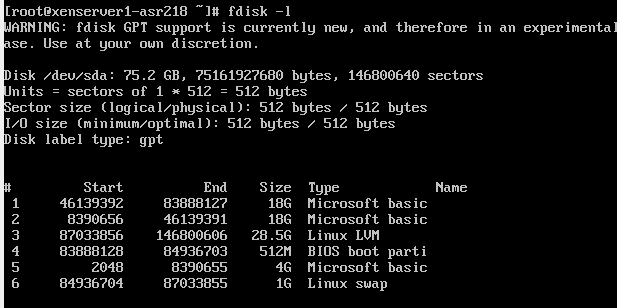 [root@xenserver1-asr218 ~]# fdisk -l
WARNING: fdisk GPT support is currently new, and therefore in an experimental
ase. Use at your own discretion.
Disk /dev/sda: 75.2 GB, 75161927680 bytes, 146800640 sectors
Units = sectors of 1 * 512 = 512 bytes
Sector size (logical/physical): 512 bytes / 512 bytes
I/O size (minimum/optimal): 512 bytes / 512 bytes
Disk label type: gpt
# Start End Size Type Name
1 46139392 83888127 18G Microsoft basic
2 8390656 46139391 18G Microsoft basic
3 87033856 146800606 28.5G Linux LVM
4 83888128 84936703 512M BIOS boot parti
5 2048 8390655 4G Microsoft basic
6 84936704 87033855 1G Linux swap